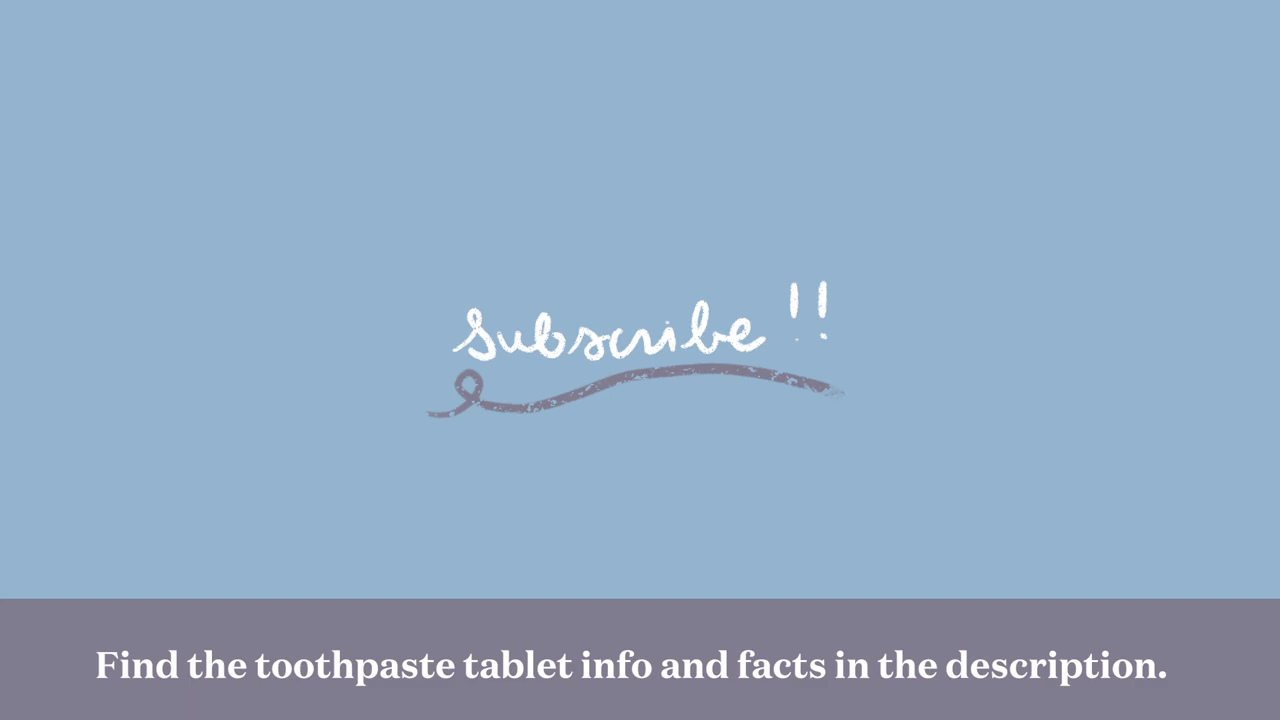 subscribe !!
Find the toothpaste tablet info and facts in the description.